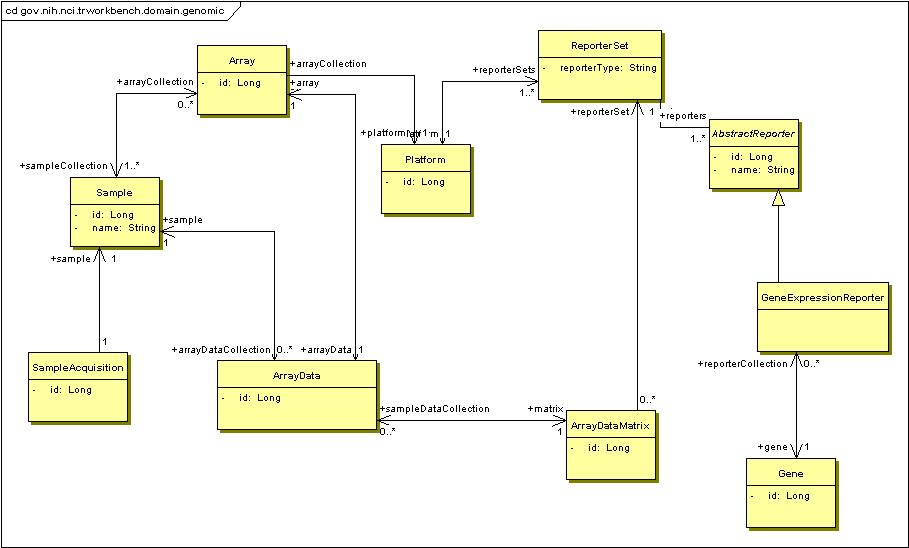 cd gov.nih.nci.trworkbench.domain.genomic
ReporterSet
- reporterType: String
Array
- id: Long
+arrayCollection
+array
1
+arrayCollection
0..*
+reporterSets
1..*
+reporterSet 1
+reporters
1..*
AbstractReporter
- id: Long
- name: String
+platform
1
1
Platform
- id: Long
+sampleCollection 1..*
Sample
- id: Long
- name: String
+sample
1
+sample 1
GeneExpressionReporter
1
SampleAcquisition
- id: Long
+arrayDataCollection 0..*
+arrayData 1
ArrayData
- id: Long
+reporterCollection 0..*
+sampleDataCollection
0..*
+matrix
1
0..*
ArrayDataMatrix
- id: Long
+gene 1
Gene
- id: Long